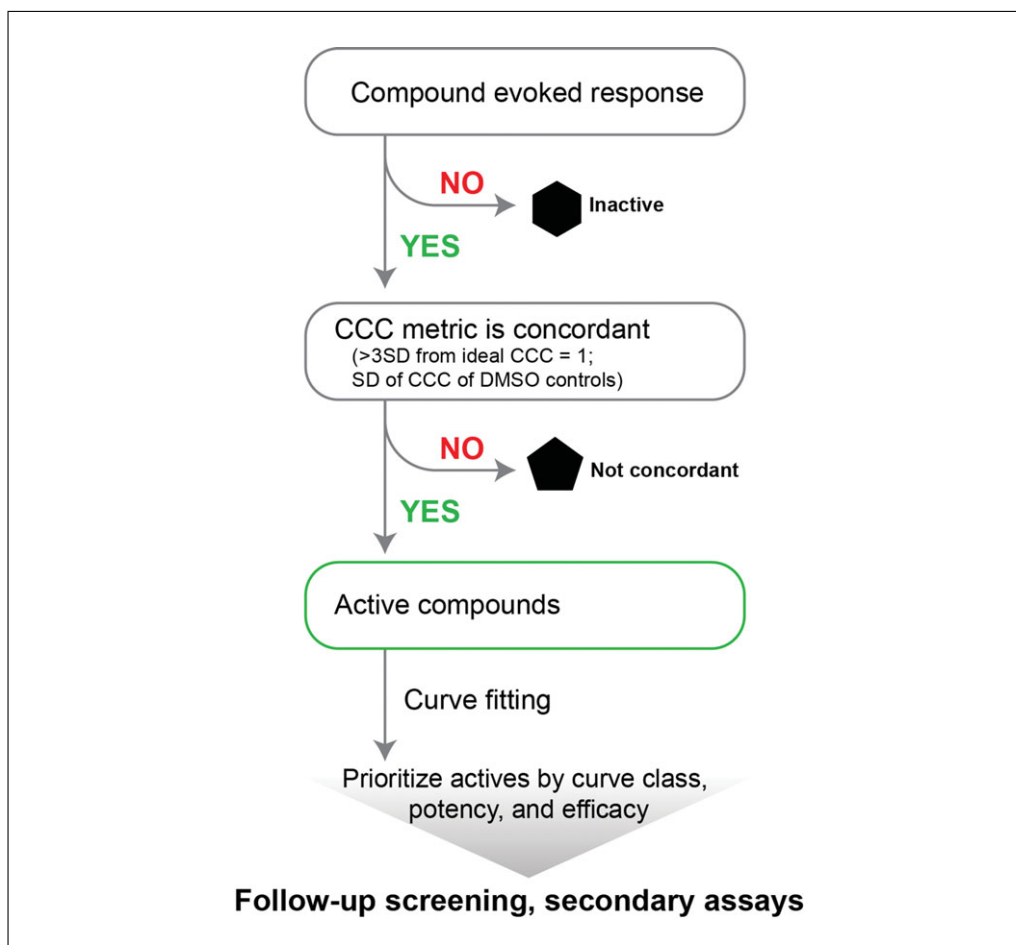 Compound evoked response
NO
Inactive
YES
CCC metric is concordant
(>3SD from ideal CCC = 1;
SD of CCC of DMSO controls)
NO
Not concordant
YES
Active compounds
Curve fitting
Prioritize actives by curve class,
potency, and efficacy
Follow-up screening, secondary assays